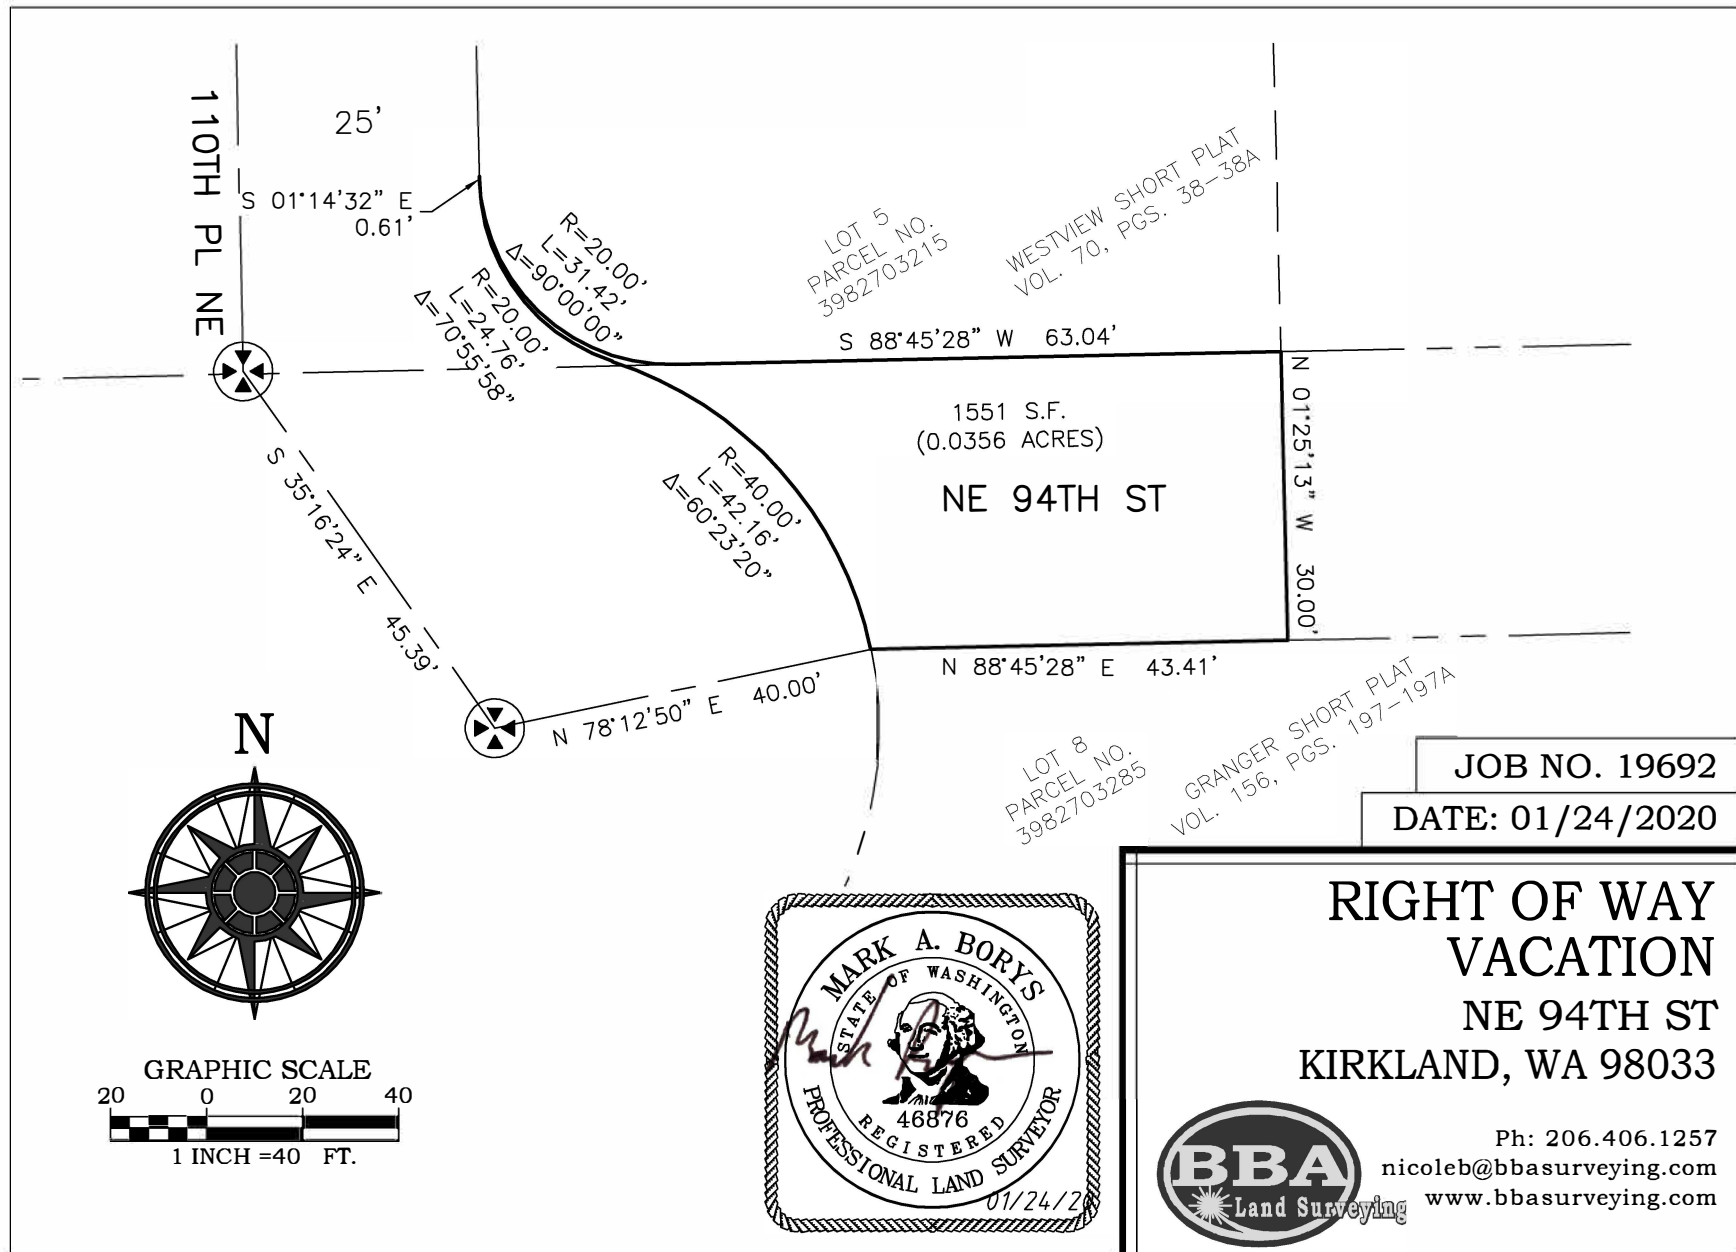 110TH PL NE
25'
S 01°14'32" E
0.61'
R=20.00'
L=31.42'
Δ=90°00'00"
R=20.00'
L=24.76'
Δ=70°55'58"
LOT 5
PARCEL NO.
3982703215
WESTVIEW SHORT PLAT
VOL. 70, PGS. 38-38A
S 88°45'28" W 63.04'
N 01°25'13" W 30.00'
1551 S.F.
(0.0356 ACRES)
NE 94TH ST
R=40.00'
L=42.16'
Δ=60°23'20"
S 35°16'24" E 45.39'
N 78°12'50" E 40.00'
N 88°45'28" E 43.41'
LOT 8
PARCEL NO.
3982703285
GRANGER SHORT PLAT
VOL. 156, PGS. 197-197A
N
GRAPHIC SCALE
20 0 20 40
1 INCH =40 FT.
MARK A. BORYS
STATE OF WASHINGTON
46876
REGISTERED
PROFESSIONAL LAND SURVEYOR
01/24/20
JOB NO. 19692
DATE: 01/24/2020
RIGHT OF WAY
VACATION
NE 94TH ST
KIRKLAND, WA 98033
BBA
Land Surveying
Ph: 206.406.1257
nicoleb@bbasurveying.com
www.bbasurveying.com